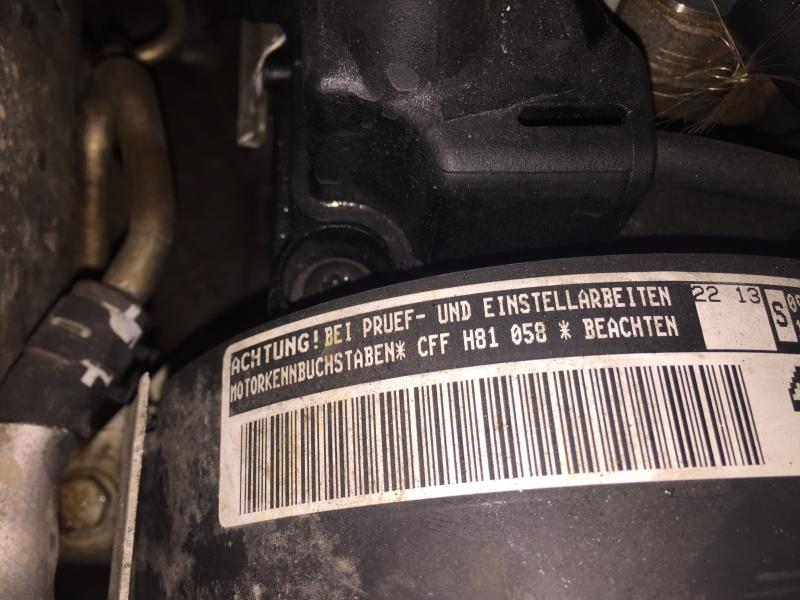 ACHTUNG! BEI PRUEF- UND EINSTELLARBEITEN
MOTORKENNBUCHSTABEN* CFF H81 058 * BEACHTEN
22 13
S